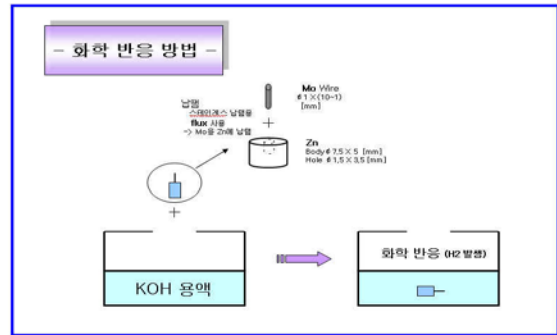 - 화학 반응 방법 -
Mo Wire
¢1×(10~1)
[mm]
납땜
스테인레스 납땜용
flux 사용
-> Mo을 Zn에 납땜
+
Zn
Body¢7,5×5 [mm]
Hole ¢1,5×3,5 [mm]
+
KOH 용액
화학 반응 (H2 발생)